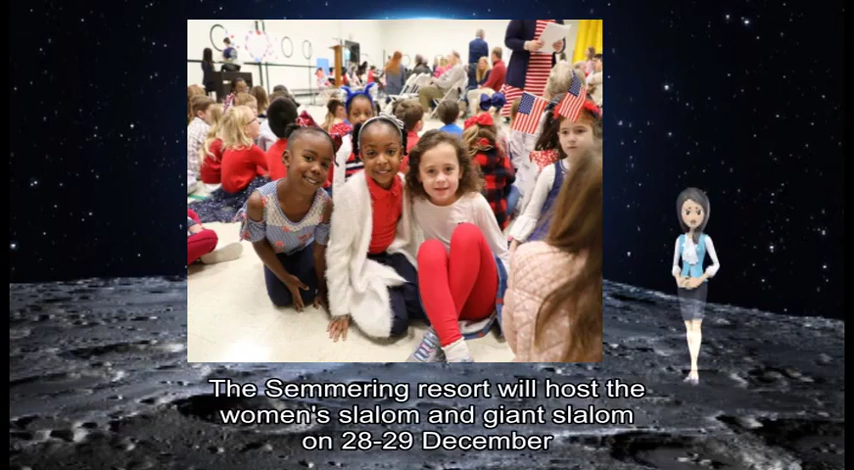 The Semmering resort will host the
women's slalom and giant slalom
on 28-29 December